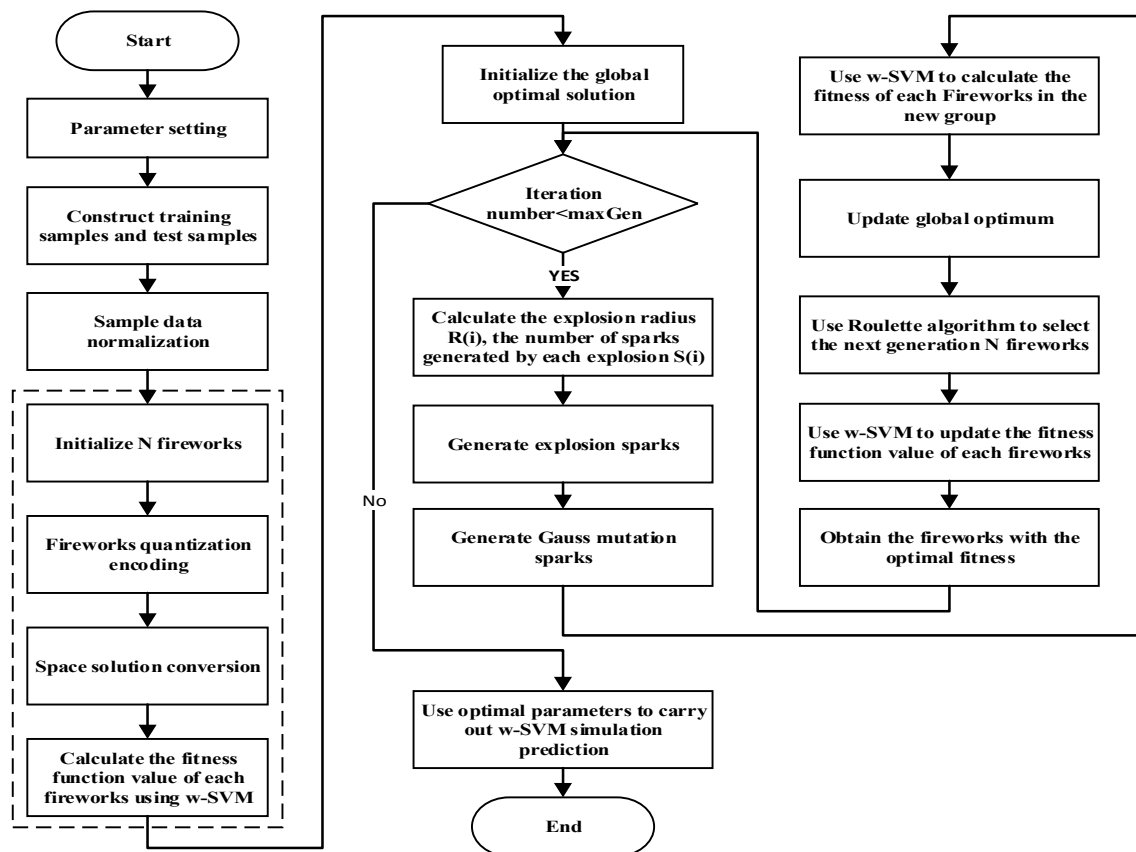 Start
Parameter setting
Construct training
samples and test samples
Sample data
normalization
Initialize N fireworks
Fireworks quantization
encoding
Space solution conversion
Calculate the fitness
function value of each
fireworks using w-SVM
Initialize the global
optimal solution
Iteration
number<maxGen
YES
No
Calculate the explosion radius
R(i), the number of sparks
generated by each explosion S(i)
Generate explosion sparks
Generate Gauss mutation
sparks
Use optimal parameters to carry
out w-SVM simulation
prediction
End
Use w-SVM to calculate the
fitness of each Fireworks in the
new group
Update global optimum
Use Roulette algorithm to select
the next generation N fireworks
Use w-SVM to update the fitness
function value of each fireworks
Obtain the fireworks with the
optimal fitness